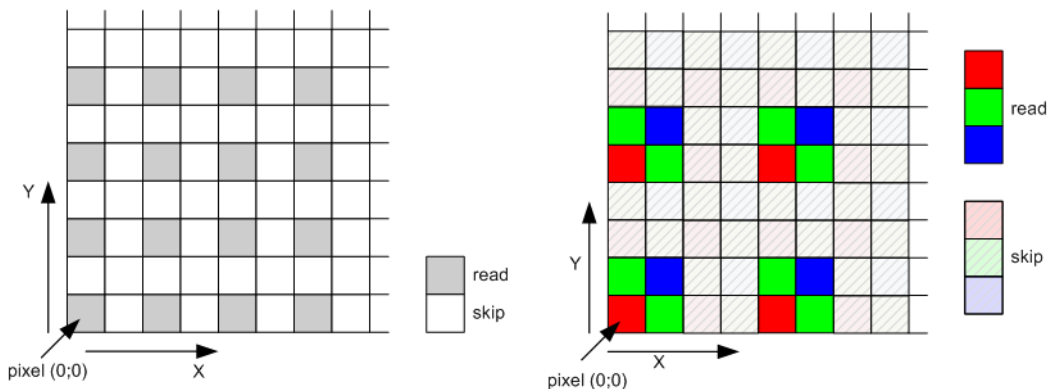 Y
read
skip
pixel (0;0)
X
read
skip
Y
X
pixel (0;0)